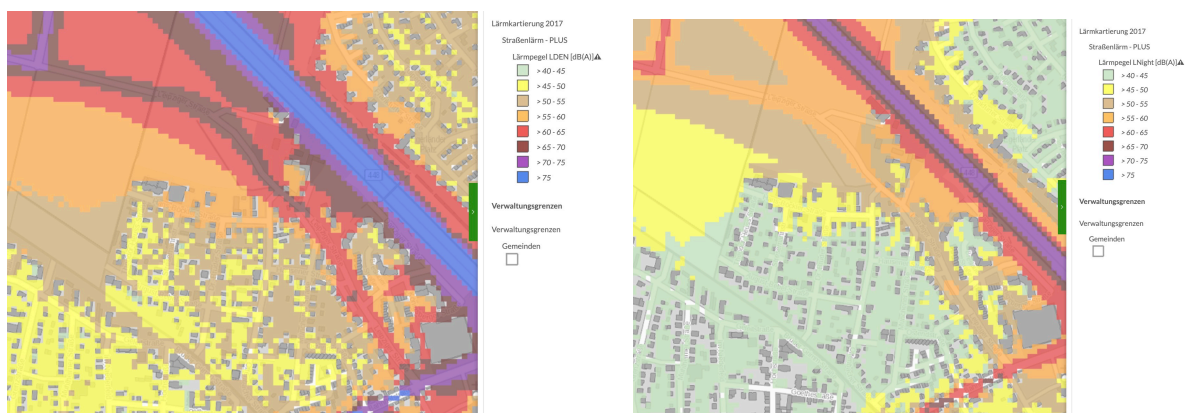 Lärmkartierung 2017
Straßenlärm - PLUS
Lärmpegel LDEN [dB(A)]
> 40 - 45
> 45 - 50
> 50 - 55
> 55 - 60
> 60 - 65
> 65 - 70
> 70 - 75
> 75
Verwaltungsgrenzen
Verwaltungsgrenzen
Gemeinden
Lärmkartierung 2017
Straßenlärm - PLUS
Lärmpegel LNight [dB(A)]
> 40 - 45
> 45 - 50
> 50 - 55
> 55 - 60
> 60 - 65
> 65 - 70
> 70 - 75
> 75
Verwaltungsgrenzen
Verwaltungsgrenzen
Gemeinden